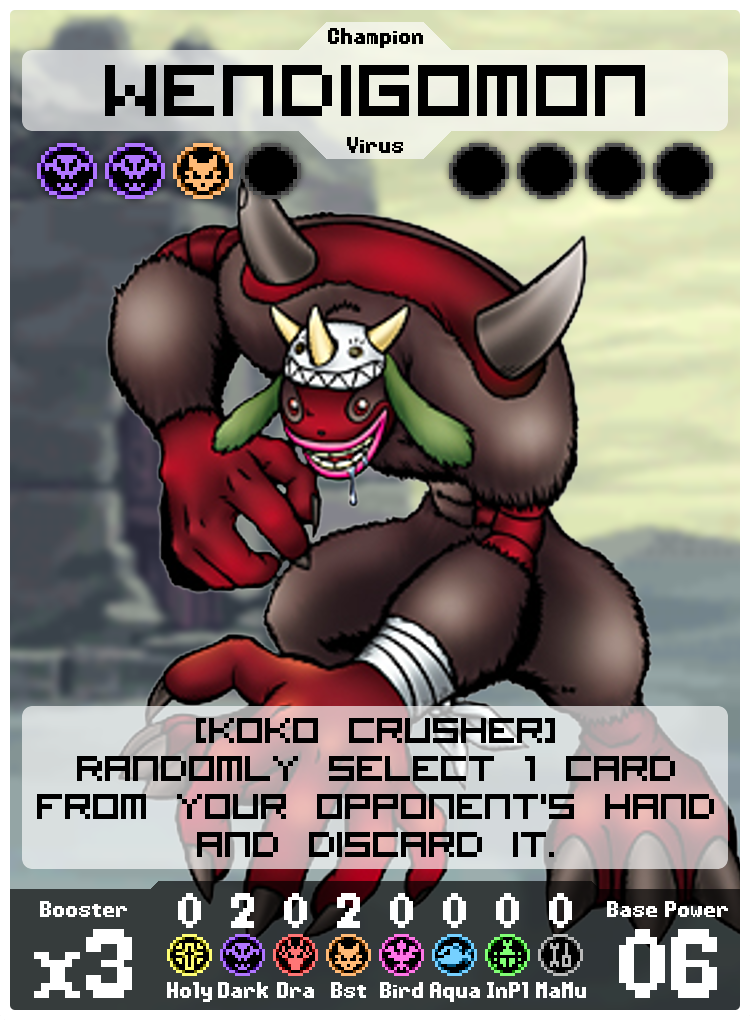 Champion
WENDIGOMON
Virus
[KOKO CRUSHER]
RANDOMLY SELECT 1 CARD
FROM YOUR OPPONENT'S HAND
AND DISCARD IT.
Booster
x3
0 2 0 2 0 0 0 0
Holy Dark Dra Bst Bird Aqua InPl MaMu
Base Power
06